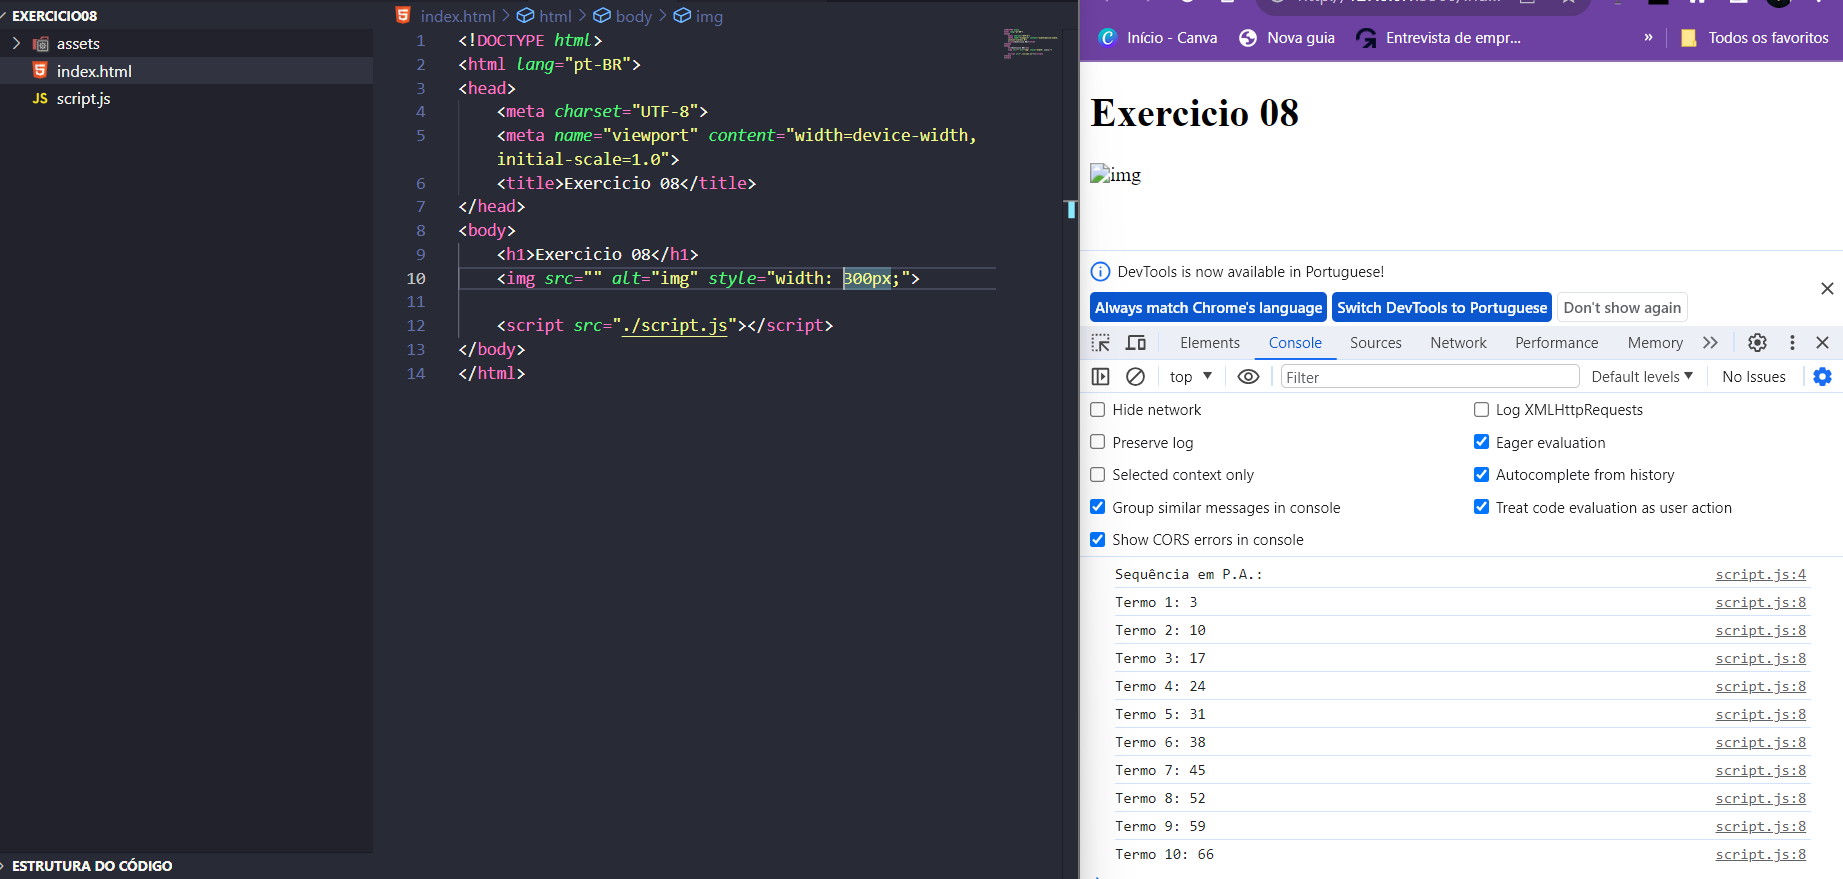 EXERCICIO08
assets
index.html
JS script.js
ESTRUTURA DO CÓDIGO
index.html > html > body > img
1 <!DOCTYPE html>
2 <html lang="pt-BR">
3 <head>
4 <meta charset="UTF-8">
5 <meta name="viewport" content="width=device-width,
initial-scale=1.0">
6 <title>Exercicio 08</title>
7 </head>
8 <body>
9 <h1>Exercicio 08</h1>
10 <img src="" alt="img" style="width: 300px;">
11
12 <script src="./script.js"></script>
13 </body>
14 </html>
Início - Canva Nova guia Entrevista de empr... » Todos os favoritos
Exercicio 08
img
DevTools is now available in Portuguese!
Always match Chrome's language Switch DevTools to Portuguese Don't show again
Elements Console Sources Network Performance Memory
top Filter Default levels No Issues
Hide network Log XMLHttpRequests
Preserve log Eager evaluation
Selected context only Autocomplete from history
Group similar messages in console Treat code evaluation as user action
Show CORS errors in console
Sequência em P.A.: script.js:4
Termo 1: 3 script.js:8
Termo 2: 10 script.js:8
Termo 3: 17 script.js:8
Termo 4: 24 script.js:8
Termo 5: 31 script.js:8
Termo 6: 38 script.js:8
Termo 7: 45 script.js:8
Termo 8: 52 script.js:8
Termo 9: 59 script.js:8
Termo 10: 66 script.js:8